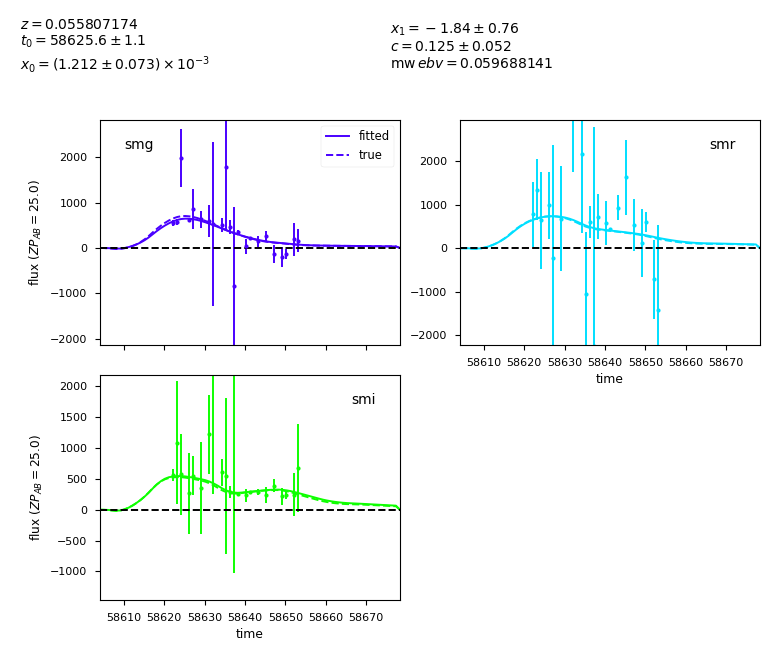 z = 0.055807174
t₀ = 58625.6 ± 1.1
x₀ = (1.212 ± 0.073) × 10⁻³
x₁ = −1.84 ± 0.76
c = 0.125 ± 0.052
mw ebv = 0.059688141
smg
fitted
true
2000
1000
0
−1000
−2000
flux (ZP_AB = 25.0)
smr
2000
1000
0
−1000
−2000
58610 58620 58630 58640 58650 58660 58670
time
smi
2000
1500
1000
500
0
−500
−1000
flux (ZP_AB = 25.0)
58610 58620 58630 58640 58650 58660 58670
time